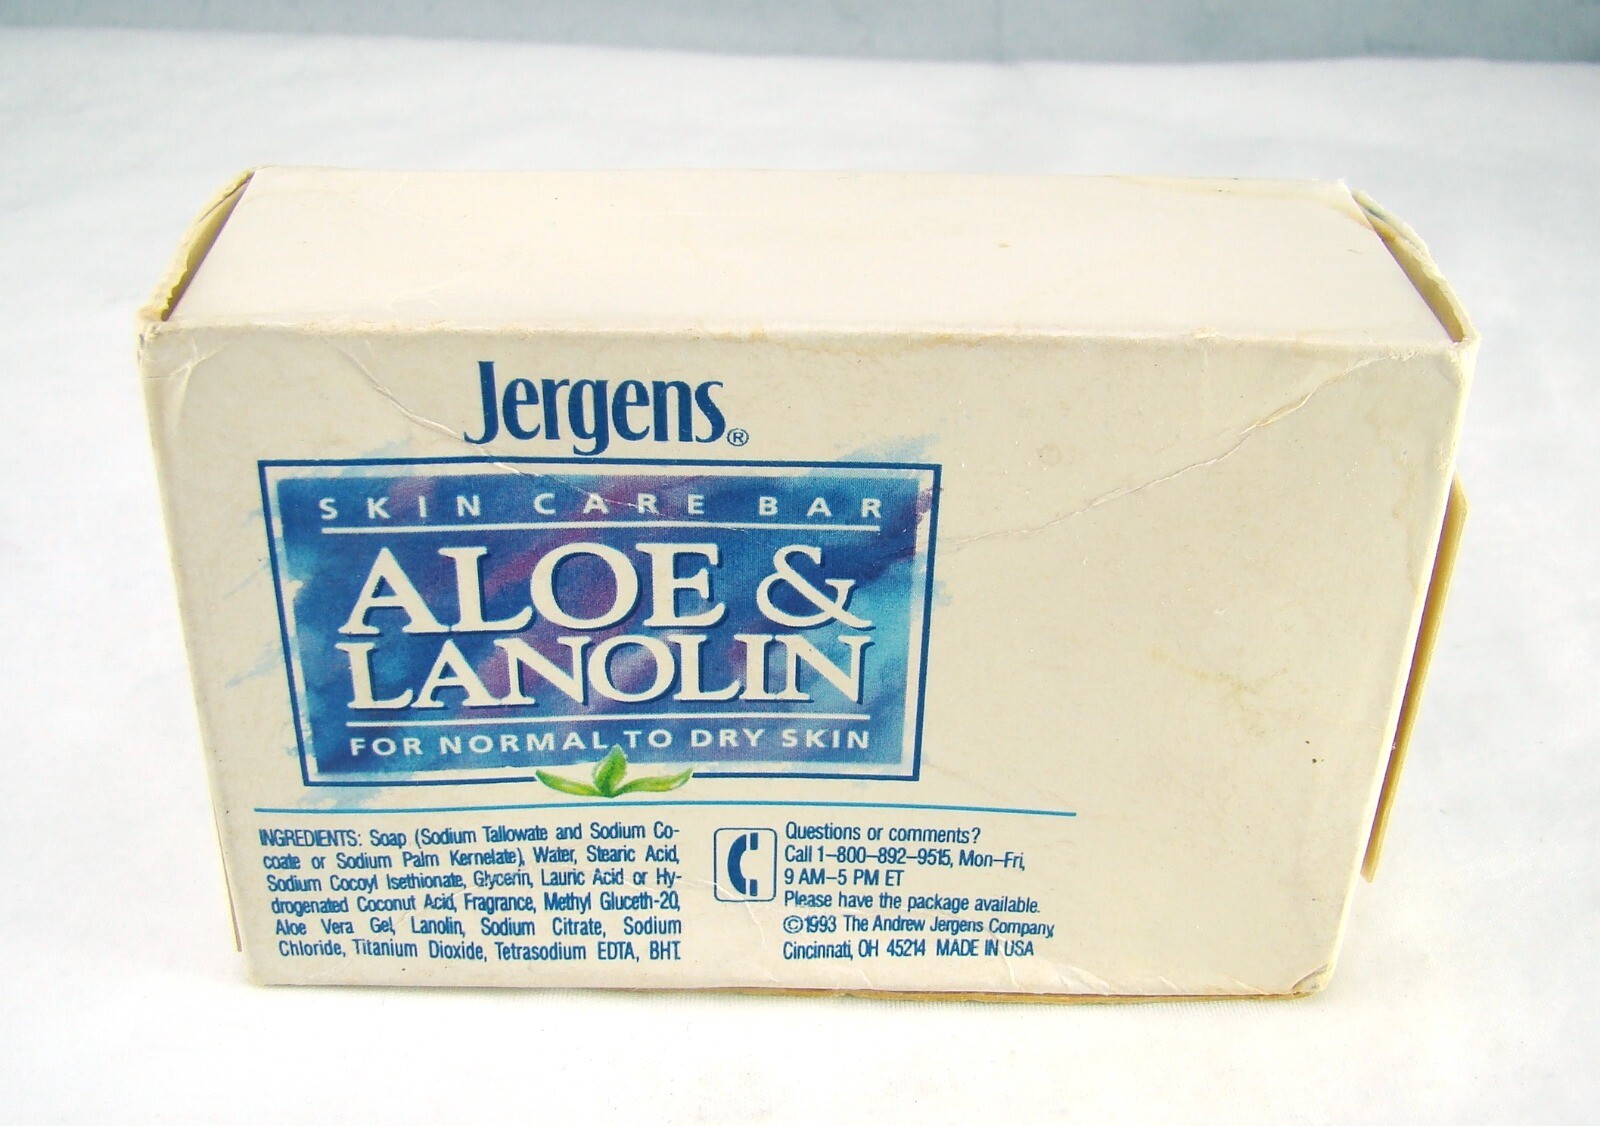 Jergens®
SKIN CARE BAR
ALOE &
LANOLIN
FOR NORMAL TO DRY SKIN
INGREDIENTS: Soap (Sodium Tallowate and Sodium Co-
coate or Sodium Palm Kernelate), Water, Stearic Acid,
Sodium Cocoyl Isethionate, Glycerin, Lauric Acid or Hy-
drogenated Coconut Acid, Fragrance, Methyl Gluceth-20,
Aloe Vera Gel, Lanolin, Sodium Citrate, Sodium
Chloride, Titanium Dioxide, Tetrasodium EDTA, BHT.
Questions or comments?
Call 1-800-892-9515, Mon-Fri,
9 AM-5 PM ET
Please have the package available.
©1993 The Andrew Jergens Company,
Cincinnati, OH 45214 MADE IN USA